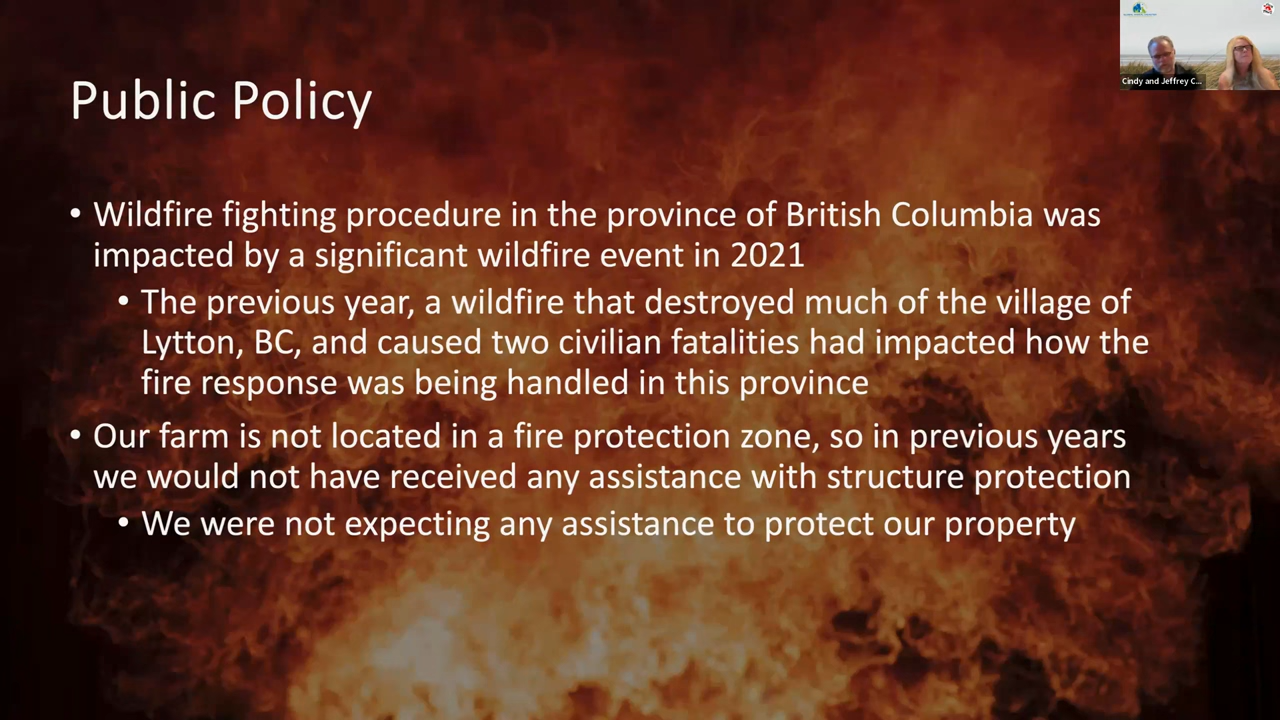 Public Policy
• Wildfire fighting procedure in the province of British Columbia was
impacted by a significant wildfire event in 2021
• The previous year, a wildfire that destroyed much of the village of
Lytton, BC, and caused two civilian fatalities had impacted how the
fire response was being handled in this province
• Our farm is not located in a fire protection zone, so in previous years
we would not have received any assistance with structure protection
• We were not expecting any assistance to protect our property
Cindy and Jeffrey C...